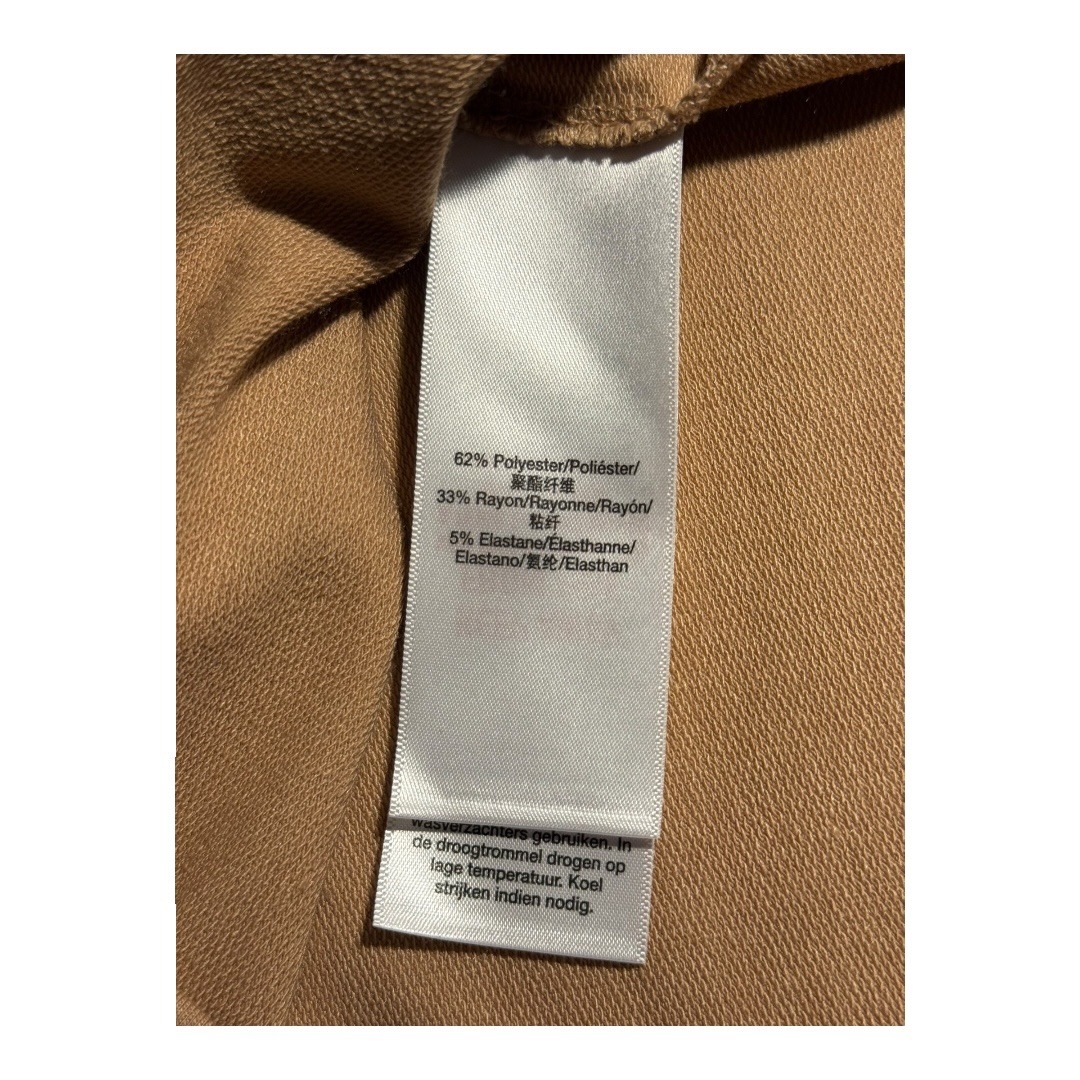 62% Polyester/Poliéster/
聚酯纤维
33% Rayon/Rayonne/Rayón/
粘纤
5% Elastane/Élasthanne/
Elastano/氨纶/Elasthan
wasverzachters gebruiken. In
de droogtrommel drogen op
lage temperatuur. Koel
strijken indien nodig.